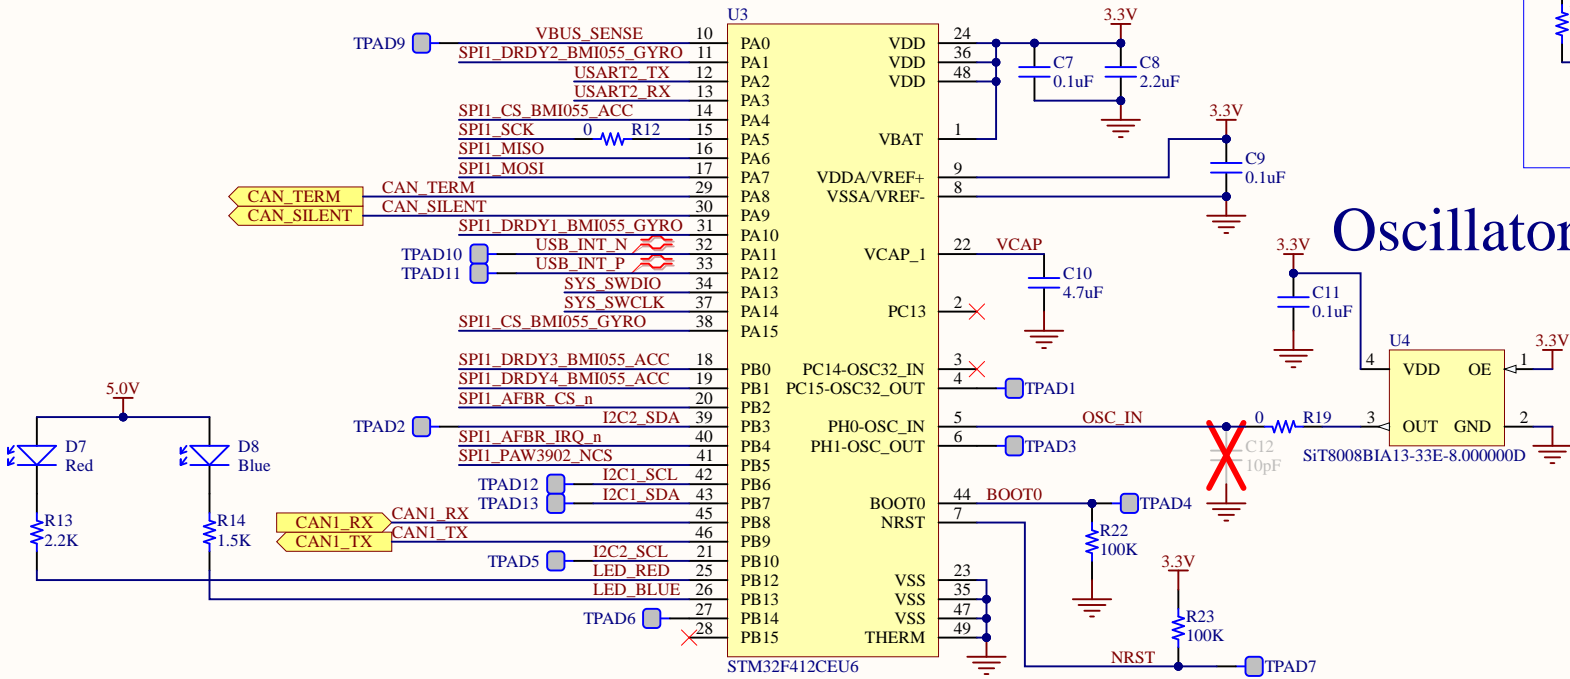 U3
3.3V
TPAD9 VBUS_SENSE 10 PA0 VDD 24
SPI1_DRDY2_BMI055_GYRO 11 PA1 VDD 36 C7 C8
USART2_TX 12 PA2 VDD 48 0.1uF 2.2uF
USART2_RX 13 PA3
SPI1_CS_BMI055_ACC 14 PA4 3.3V
SPI1_SCK 0 R12 15 PA5 VBAT 1
SPI1_MISO 16 PA6 C9
SPI1_MOSI 17 PA7 VDDA/VREF+ 9 0.1uF
CAN_TERM CAN_TERM 29 PA8 VSSA/VREF- 8
CAN_SILENT CAN_SILENT 30 PA9
SPI1_DRDY1_BMI055_GYRO 31 PA10 Oscillator
TPAD10 USB_INT_N 32 PA11 VCAP_1 22 VCAP 3.3V
TPAD11 USB_INT_P 33 PA12 C10
SYS_SWDIO 34 PA13 4.7uF C11
SYS_SWCLK 37 PA14 PC13 2 0.1uF
SPI1_CS_BMI055_GYRO 38 PA15
U4 3.3V
SPI1_DRDY3_BMI055_ACC 18 PB0 PC14-OSC32_IN 3 4 VDD OE 1
SPI1_DRDY4_BMI055_ACC 19 PB1 PC15-OSC32_OUT 4 TPAD1
5.0V SPI1_AFBR_CS_n 20 PB2
TPAD2 I2C2_SDA 39 PB3 PH0-OSC_IN 5 OSC_IN 0 R19 3 OUT GND 2
D7 D8 SPI1_AFBR_IRQ_n 40 PB4 PH1-OSC_OUT 6 TPAD3 C12
Red Blue SPI1_PAW3902_NCS 41 PB5 10pF SiT8008BIA13-33E-8.000000D
TPAD12 I2C1_SCL 42 PB6
TPAD13 I2C1_SDA 43 PB7 BOOT0 44 BOOT0 TPAD4
R13 R14 CAN1_RX CAN1_RX 45 PB8 NRST 7 R22
2.2K 1.5K CAN1_TX CAN1_TX 46 PB9 100K
TPAD5 I2C2_SCL 21 PB10 3.3V
LED_RED 25 PB12 VSS 23
LED_BLUE 26 PB13 VSS 35
TPAD6 27 PB14 VSS 47 R23
28 PB15 THERM 49 100K
STM32F412CEU6 NRST TPAD7